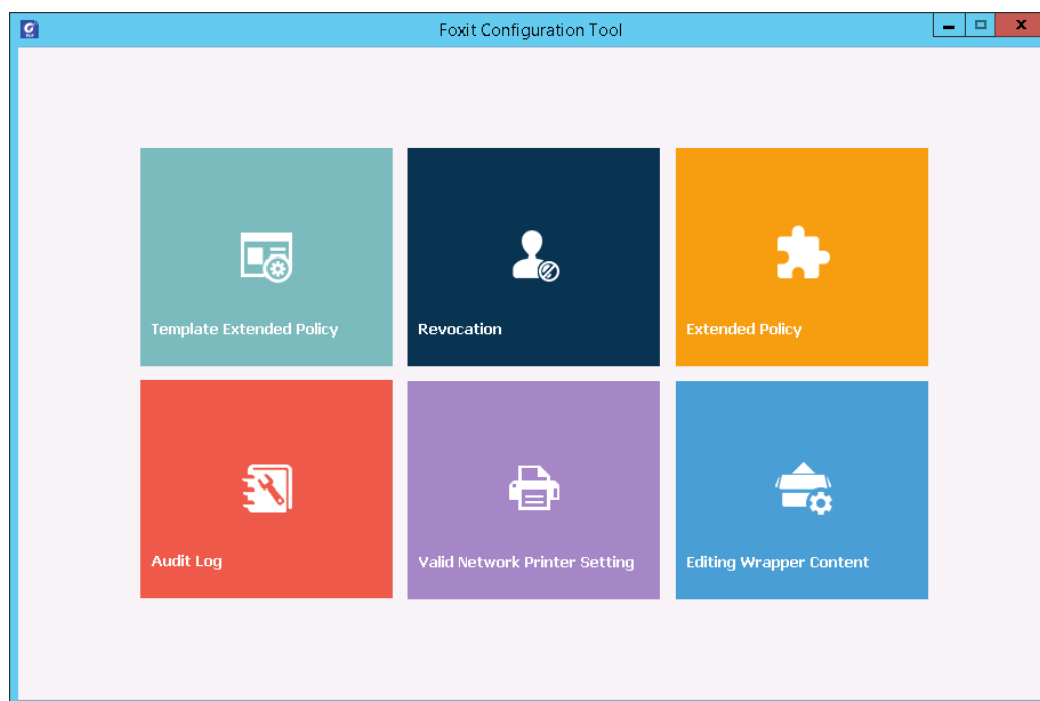 Foxit Configuration Tool
Template Extended Policy
Revocation
Extended Policy
Audit Log
Valid Network Printer Setting
Editing Wrapper Content